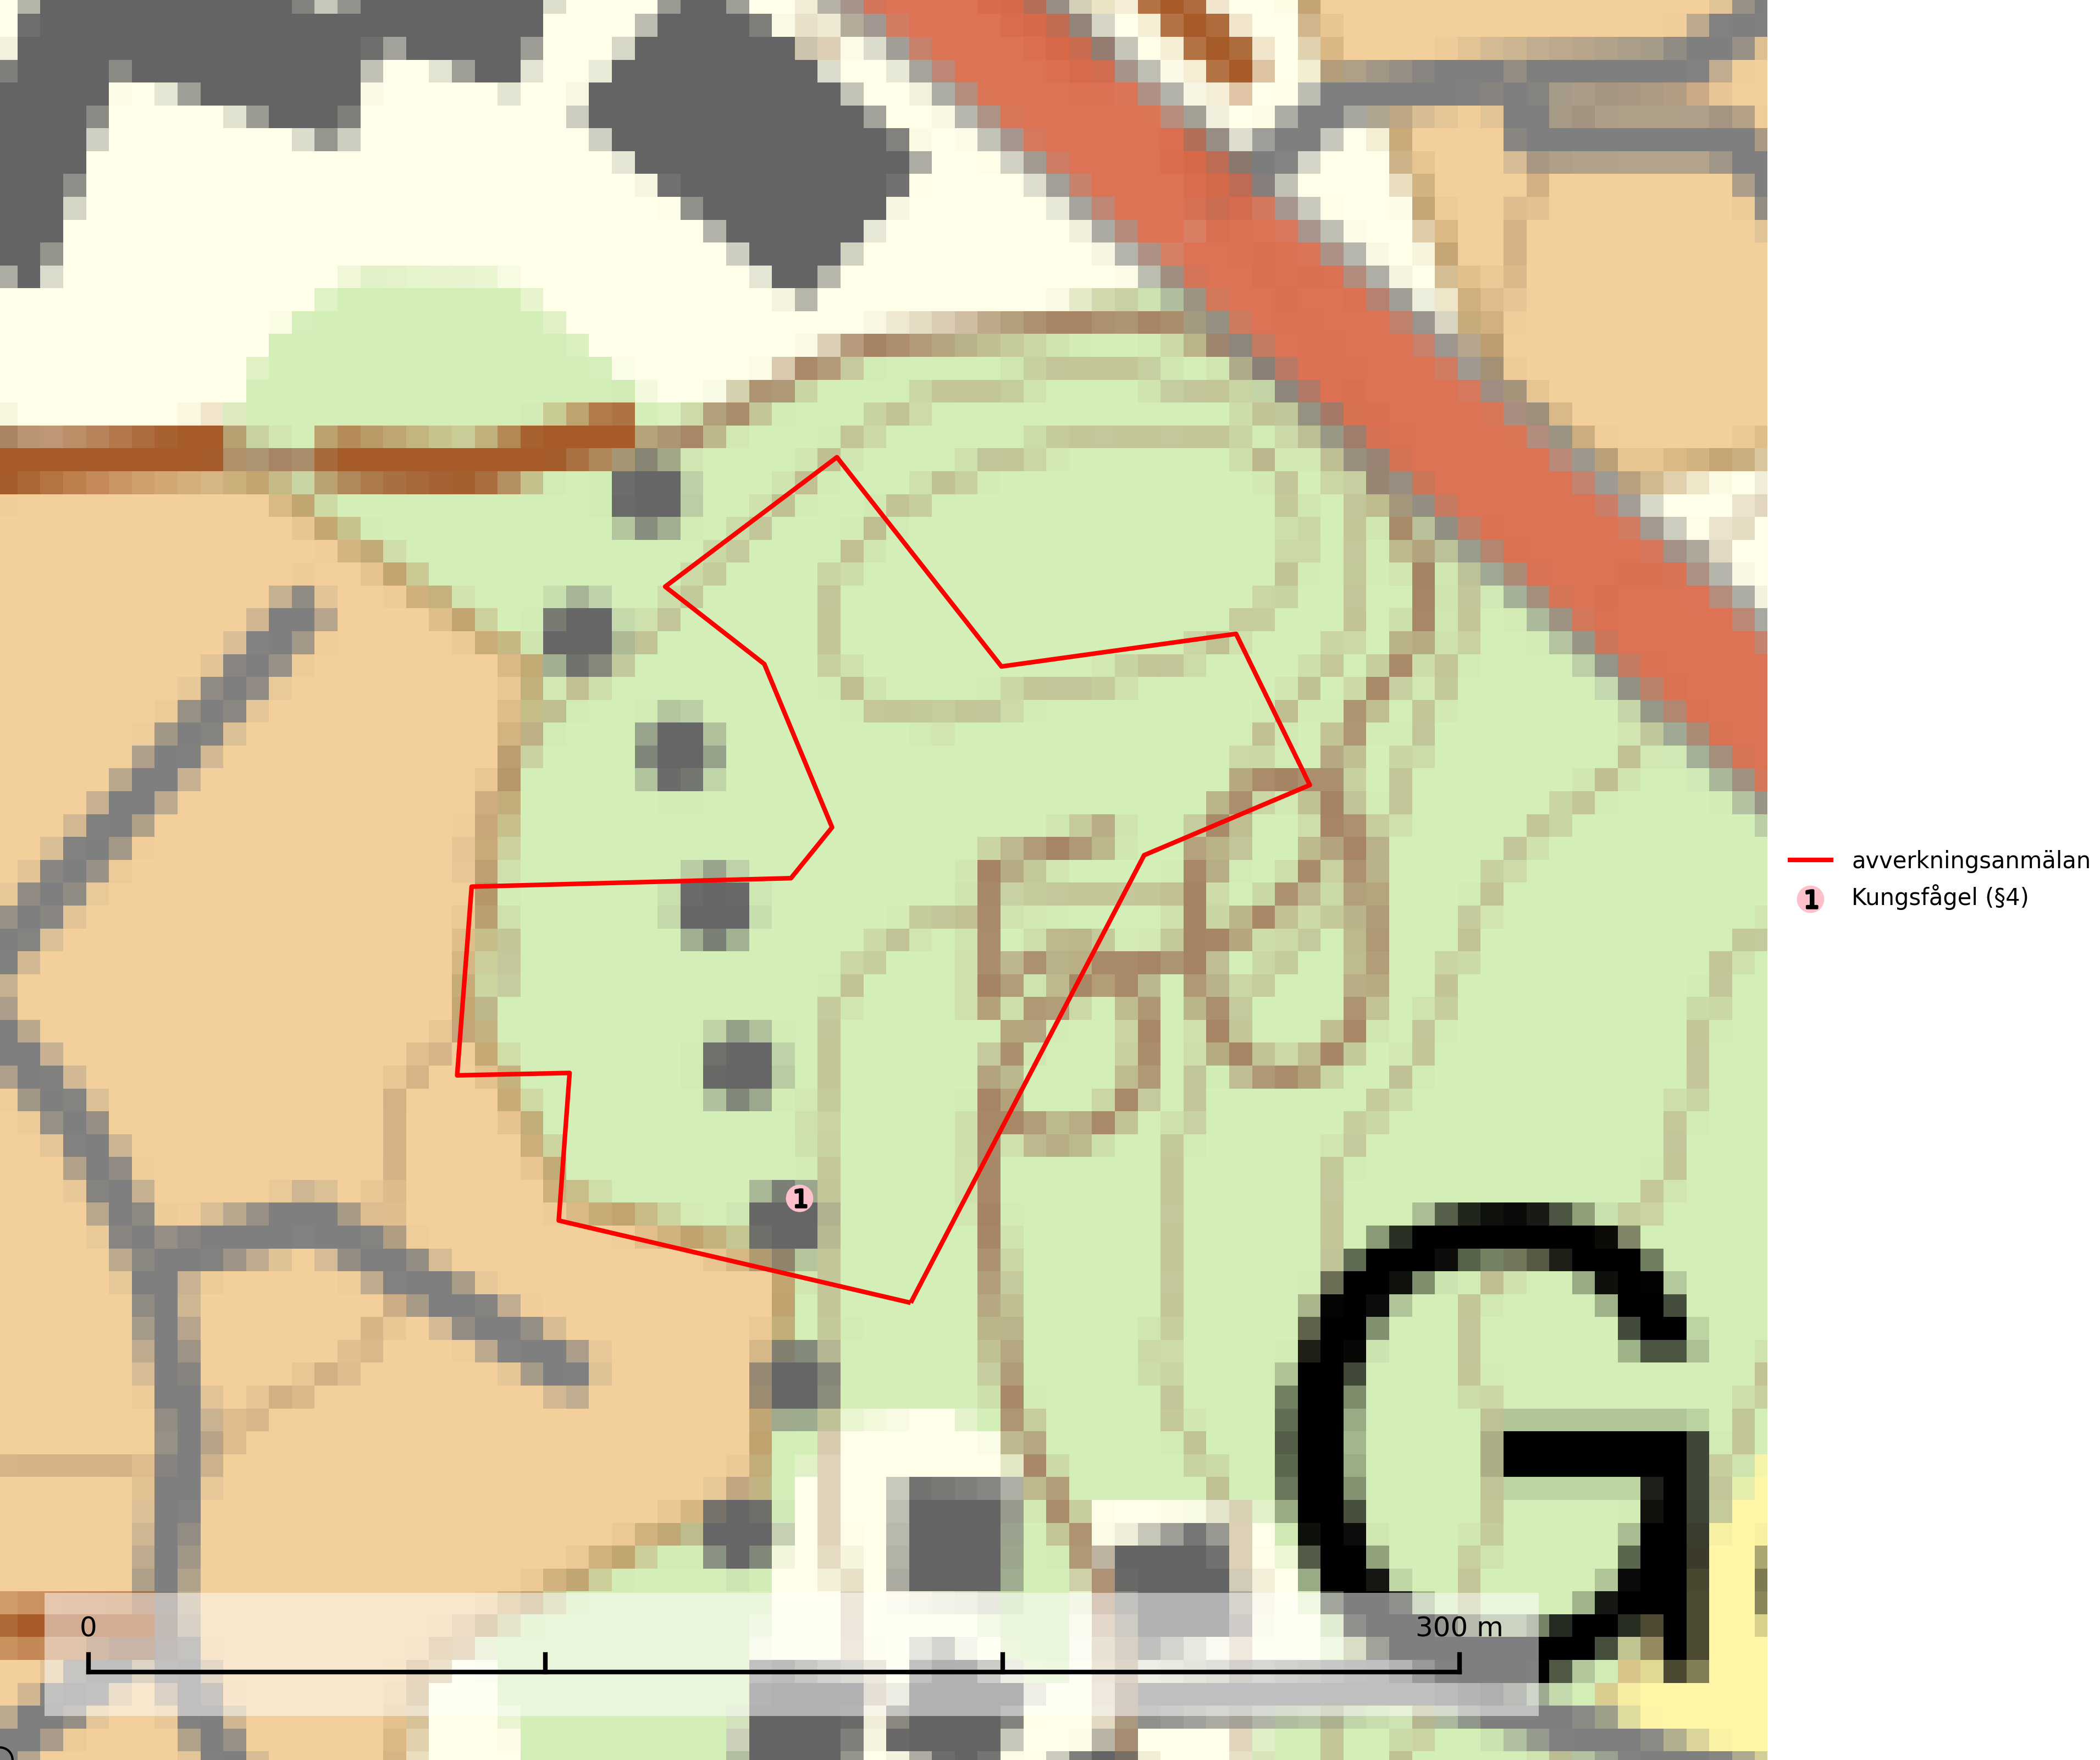 avverkningsanmälan
1 Kungsfågel (§4)
1
G
0 300 m